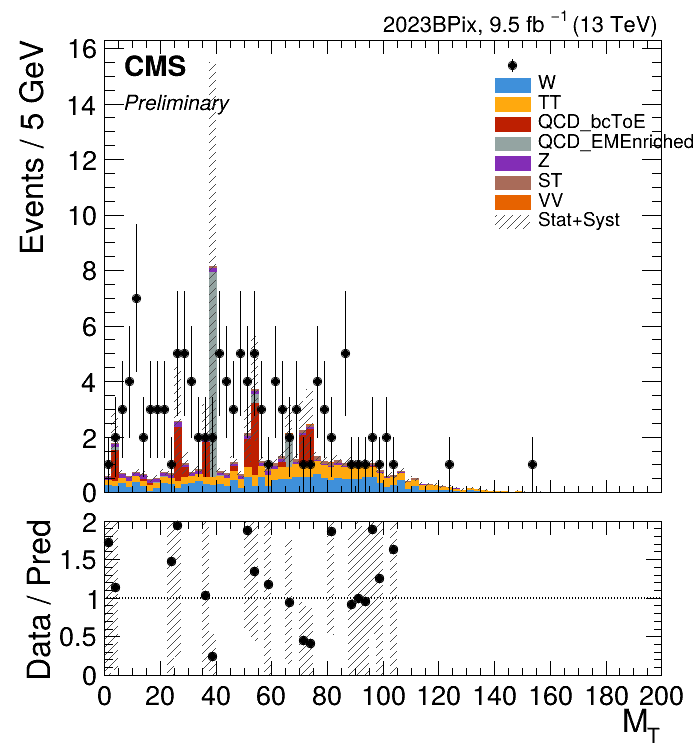 2023BPix, 9.5 fb⁻¹ (13 TeV)
CMS
Preliminary
W
TT
QCD_bcToE
QCD_EMEnriched
Z
ST
VV
Stat+Syst
Events / 5 GeV
16
14
12
10
8
6
4
2
0
Data / Pred
2
1.5
1
0.5
0
0 20 40 60 80 100 120 140 160 180 200
M_T